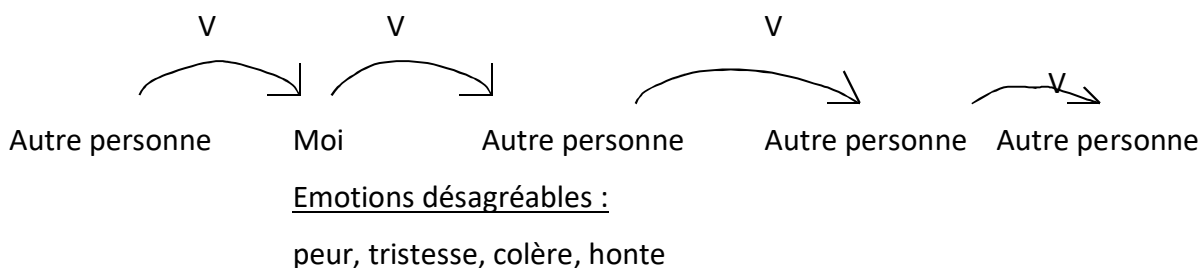 V V V V
Autre personne Moi Autre personne Autre personne Autre personne
Emotions désagréables :
peur, tristesse, colère, honte